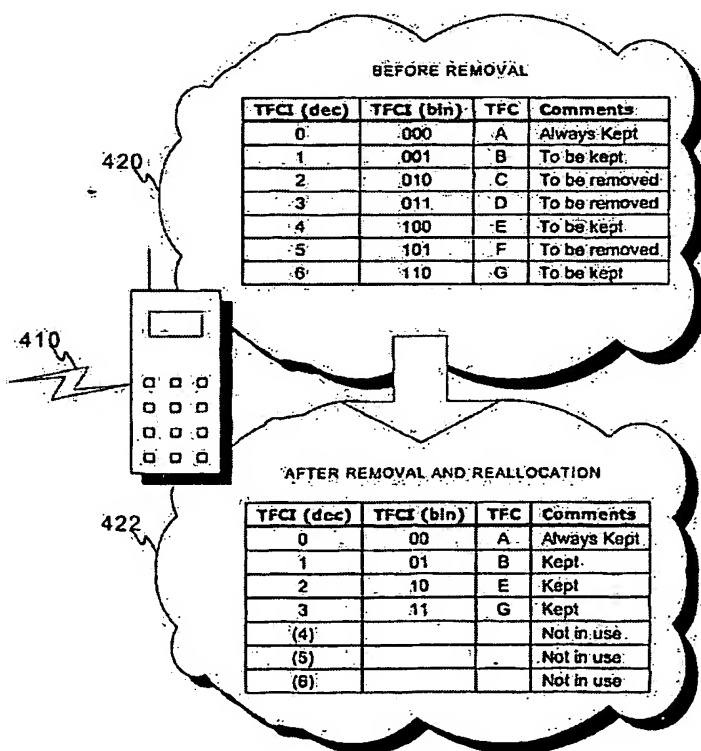 BEFORE REMOVAL
TFCI (dec) TFCI (bin) TFC Comments
0 000 A Always Kept
1 001 B To be kept
2 010 C To be removed
3 011 D To be removed
4 100 E To be kept
5 101 F To be removed
6 110 G To be kept
420
410
AFTER REMOVAL AND REALLOCATION
TFCI (dec) TFCI (bin) TFC Comments
0 00 A Always Kept
1 01 B Kept
2 10 E Kept
3 11 G Kept
(4) Not in use
(5) Not in use
(6) Not in use
422